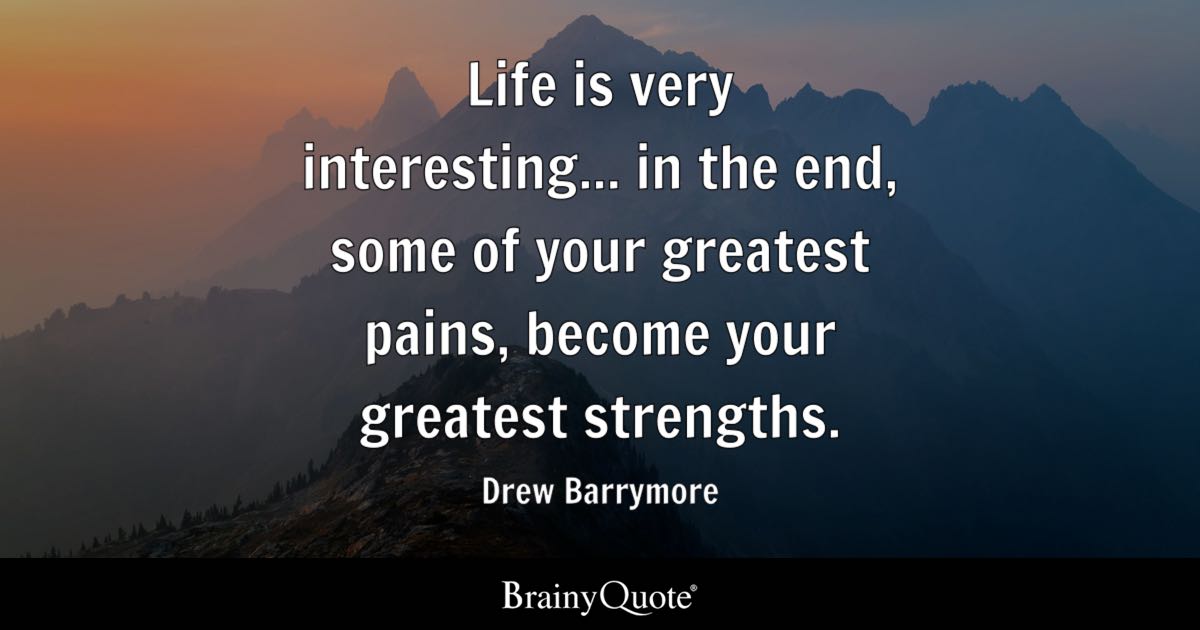 Life is very
interesting... in the end,
some of your greatest
pains, become your
greatest strengths.
Drew Barrymore
BrainyQuote®